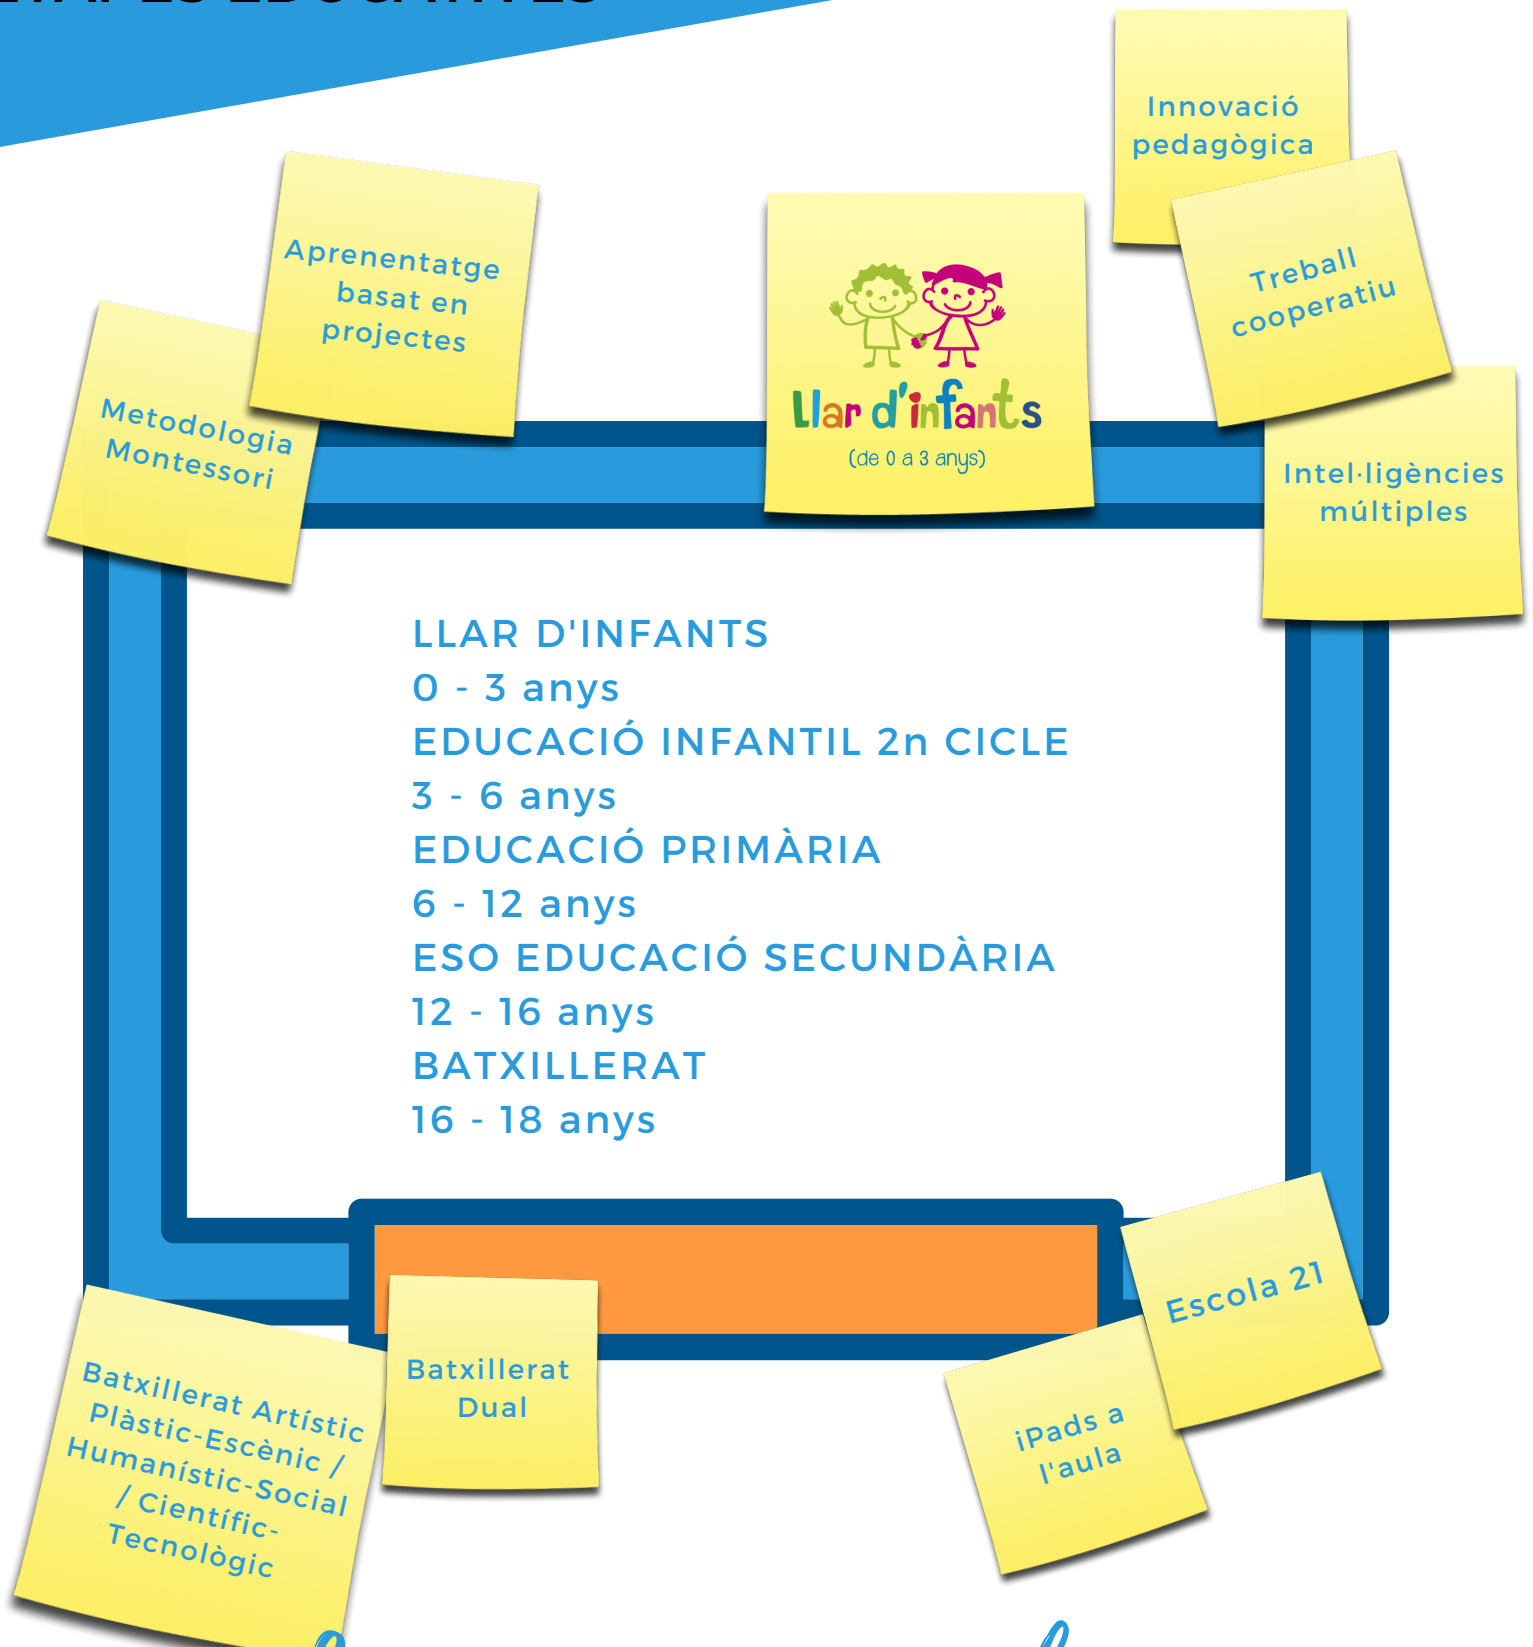 ETAPES EDUCATIVES
Innovació
pedagògica
Treball
cooperatiu
Aprenentatge
basat en
projectes
Metodologia
Montessori
Llar d'infants
(de 0 a 3 anys)
Intel·ligències
múltiples
LLAR D'INFANTS
0 - 3 anys
EDUCACIÓ INFANTIL 2n CICLE
3 - 6 anys
EDUCACIÓ PRIMÀRIA
6 - 12 anys
ESO EDUCACIÓ SECUNDÀRIA
12 - 16 anys
BATXILLERAT
16 - 18 anys
Escola 21
iPads a
l'aula
Batxillerat
Dual
Batxillerat Artístic
Plàstic-Escènic /
Humanístic-Social
/ Científic-
Tecnològic